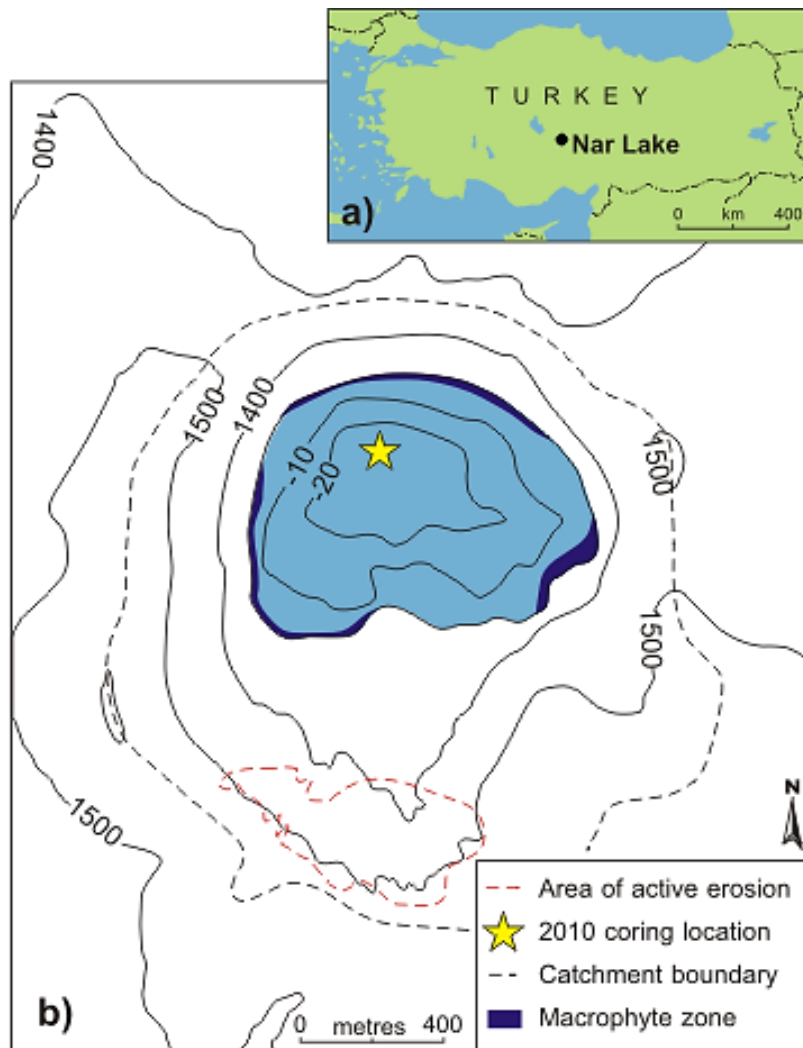 TURKEY
Nar Lake
a)
0 km 400
1400
1500
1400
-10
-20
1500
1500
1500
N
Area of active erosion
2010 coring location
Catchment boundary
Macrophyte zone
b)
0 metres 400